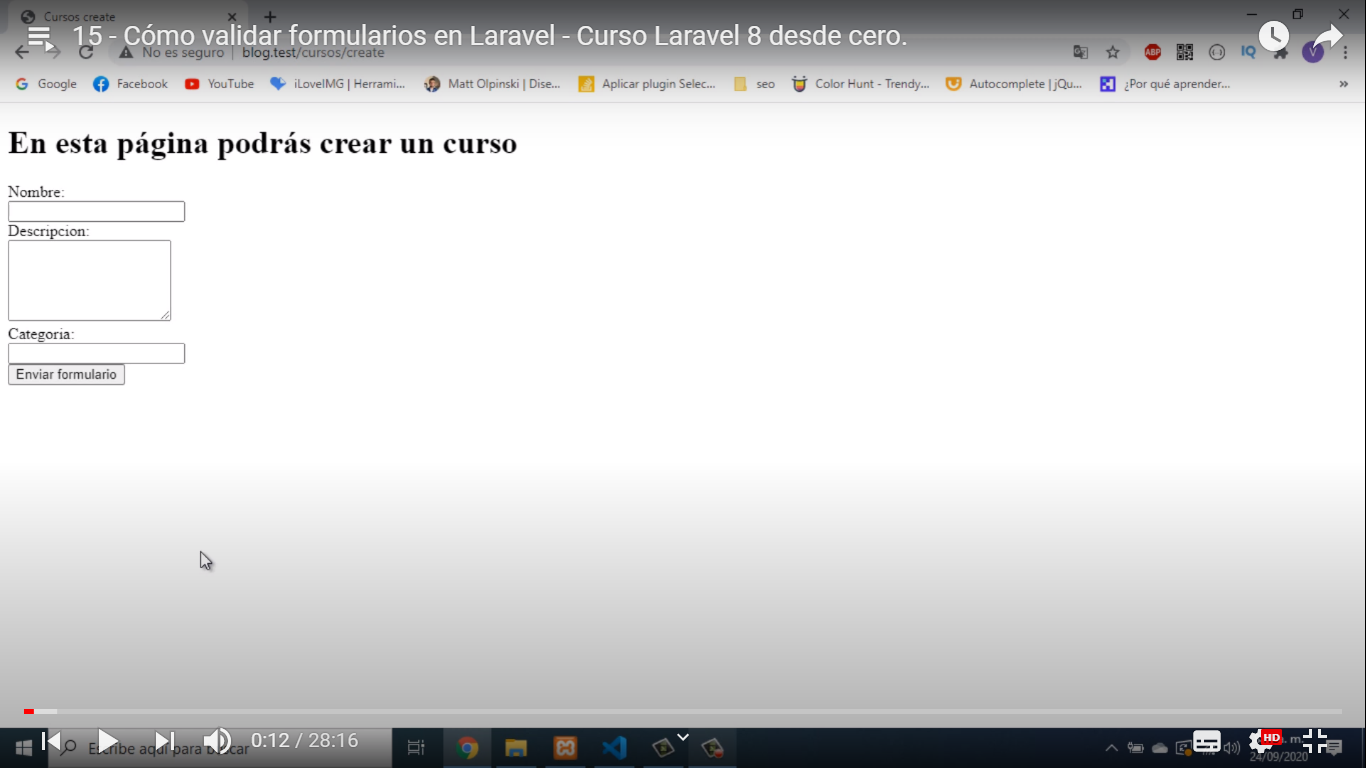 Cursos create
15 - Cómo validar formularios en Laravel - Curso Laravel 8 desde cero.
No es seguro | blog.test/cursos/create
ABP
IQ
V
Google
Facebook
YouTube
iLoveIMG | Herrami...
Matt Olpinski | Dise...
Aplicar plugin Selec...
seo
Color Hunt - Trendy...
Autocomplete | jQu...
¿Por qué aprender...
»
En esta página podrás crear un curso
Nombre:
Descripcion:
Categoria:
Enviar formulario
Escribe aquí para buscar
0:12 / 28:16
HD
24/09/2020